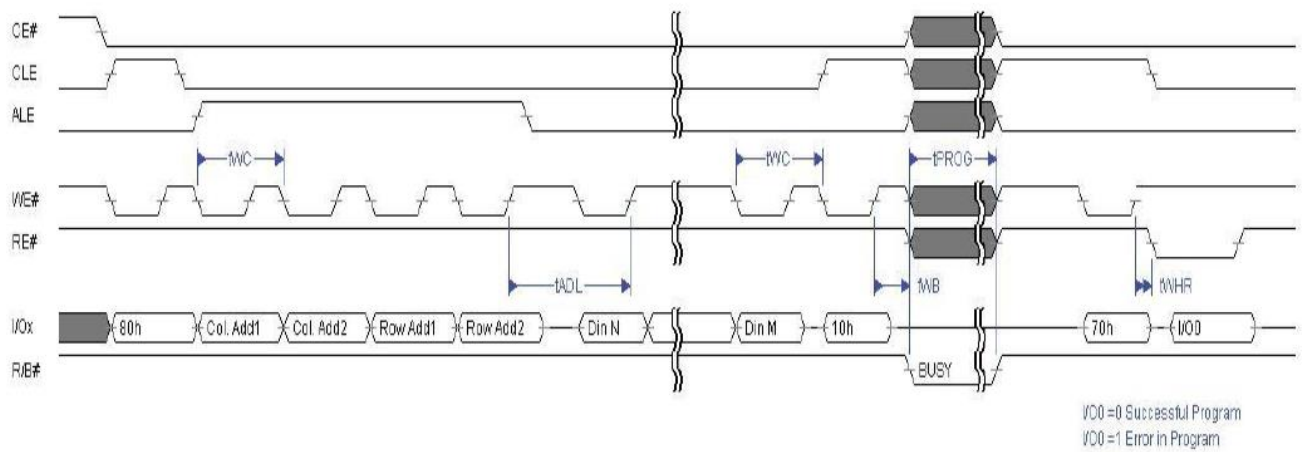 CE#
CLE
ALE
tWC tWC tPROG
WE#
RE#
tADL tWB tWHR
I/Ox 80h Col. Add1 Col. Add2 Row Add1 Row Add2 Din N Din M 10h 70h I/O0
R/B# BUSY
I/O0 =0 Successful Program
I/O0 =1 Error in Program